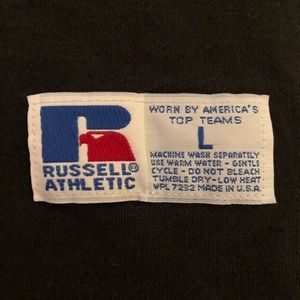 RUSSELL®
ATHLETIC
WORN BY AMERICA'S
TOP TEAMS
L
MACHINE WASH SEPARATELY
USE WARM WATER - GENTLE
CYCLE - DO NOT BLEACH
TUMBLE DRY - LOW HEAT
WPL 7232 MADE IN U.S.A.